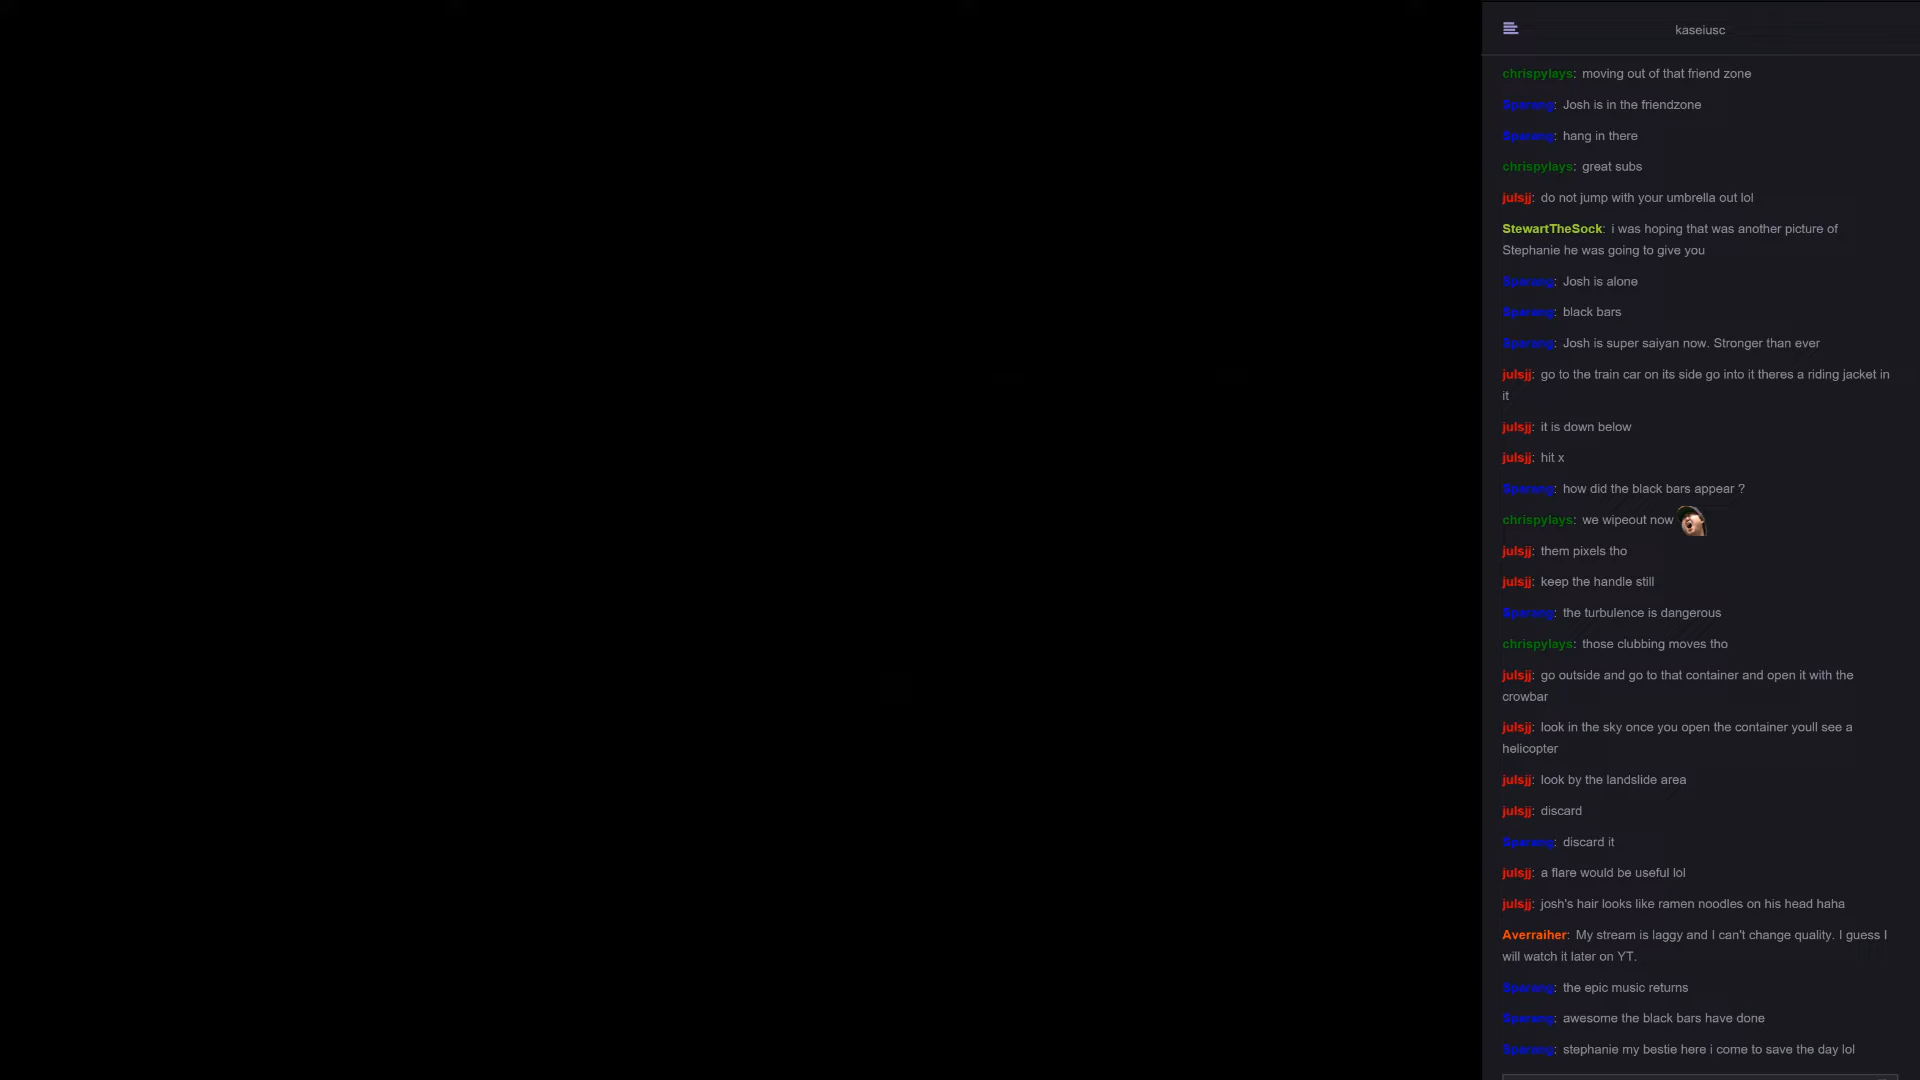 kaseiusc
chrispylays: moving out of that friend zone
Sparang: Josh is in the friendzone
Sparang: hang in there
chrispylays: great subs
julsjj: do not jump with your umbrella out lol
StewartTheSock: i was hoping that was another picture of
Stephanie he was going to give you
Sparang: Josh is alone
Sparang: black bars
Sparang: Josh is super saiyan now. Stronger than ever
julsjj: go to the train car on its side go into it theres a riding jacket in
it
julsjj: it is down below
julsjj: hit x
Sparang: how did the black bars appear ?
chrispylays: we wipeout now
julsjj: them pixels tho
julsjj: keep the handle still
Sparang: the turbulence is dangerous
chrispylays: those clubbing moves tho
julsjj: go outside and go to that container and open it with the
crowbar
julsjj: look in the sky once you open the container youll see a
helicopter
julsjj: look by the landslide area
julsjj: discard
Sparang: discard it
julsjj: a flare would be useful lol
julsjj: josh's hair looks like ramen noodles on his head haha
Averraiher: My stream is laggy and I can't change quality. I guess I
will watch it later on YT.
Sparang: the epic music returns
Sparang: awesome the black bars have done
Sparang: stephanie my bestie here i come to save the day lol